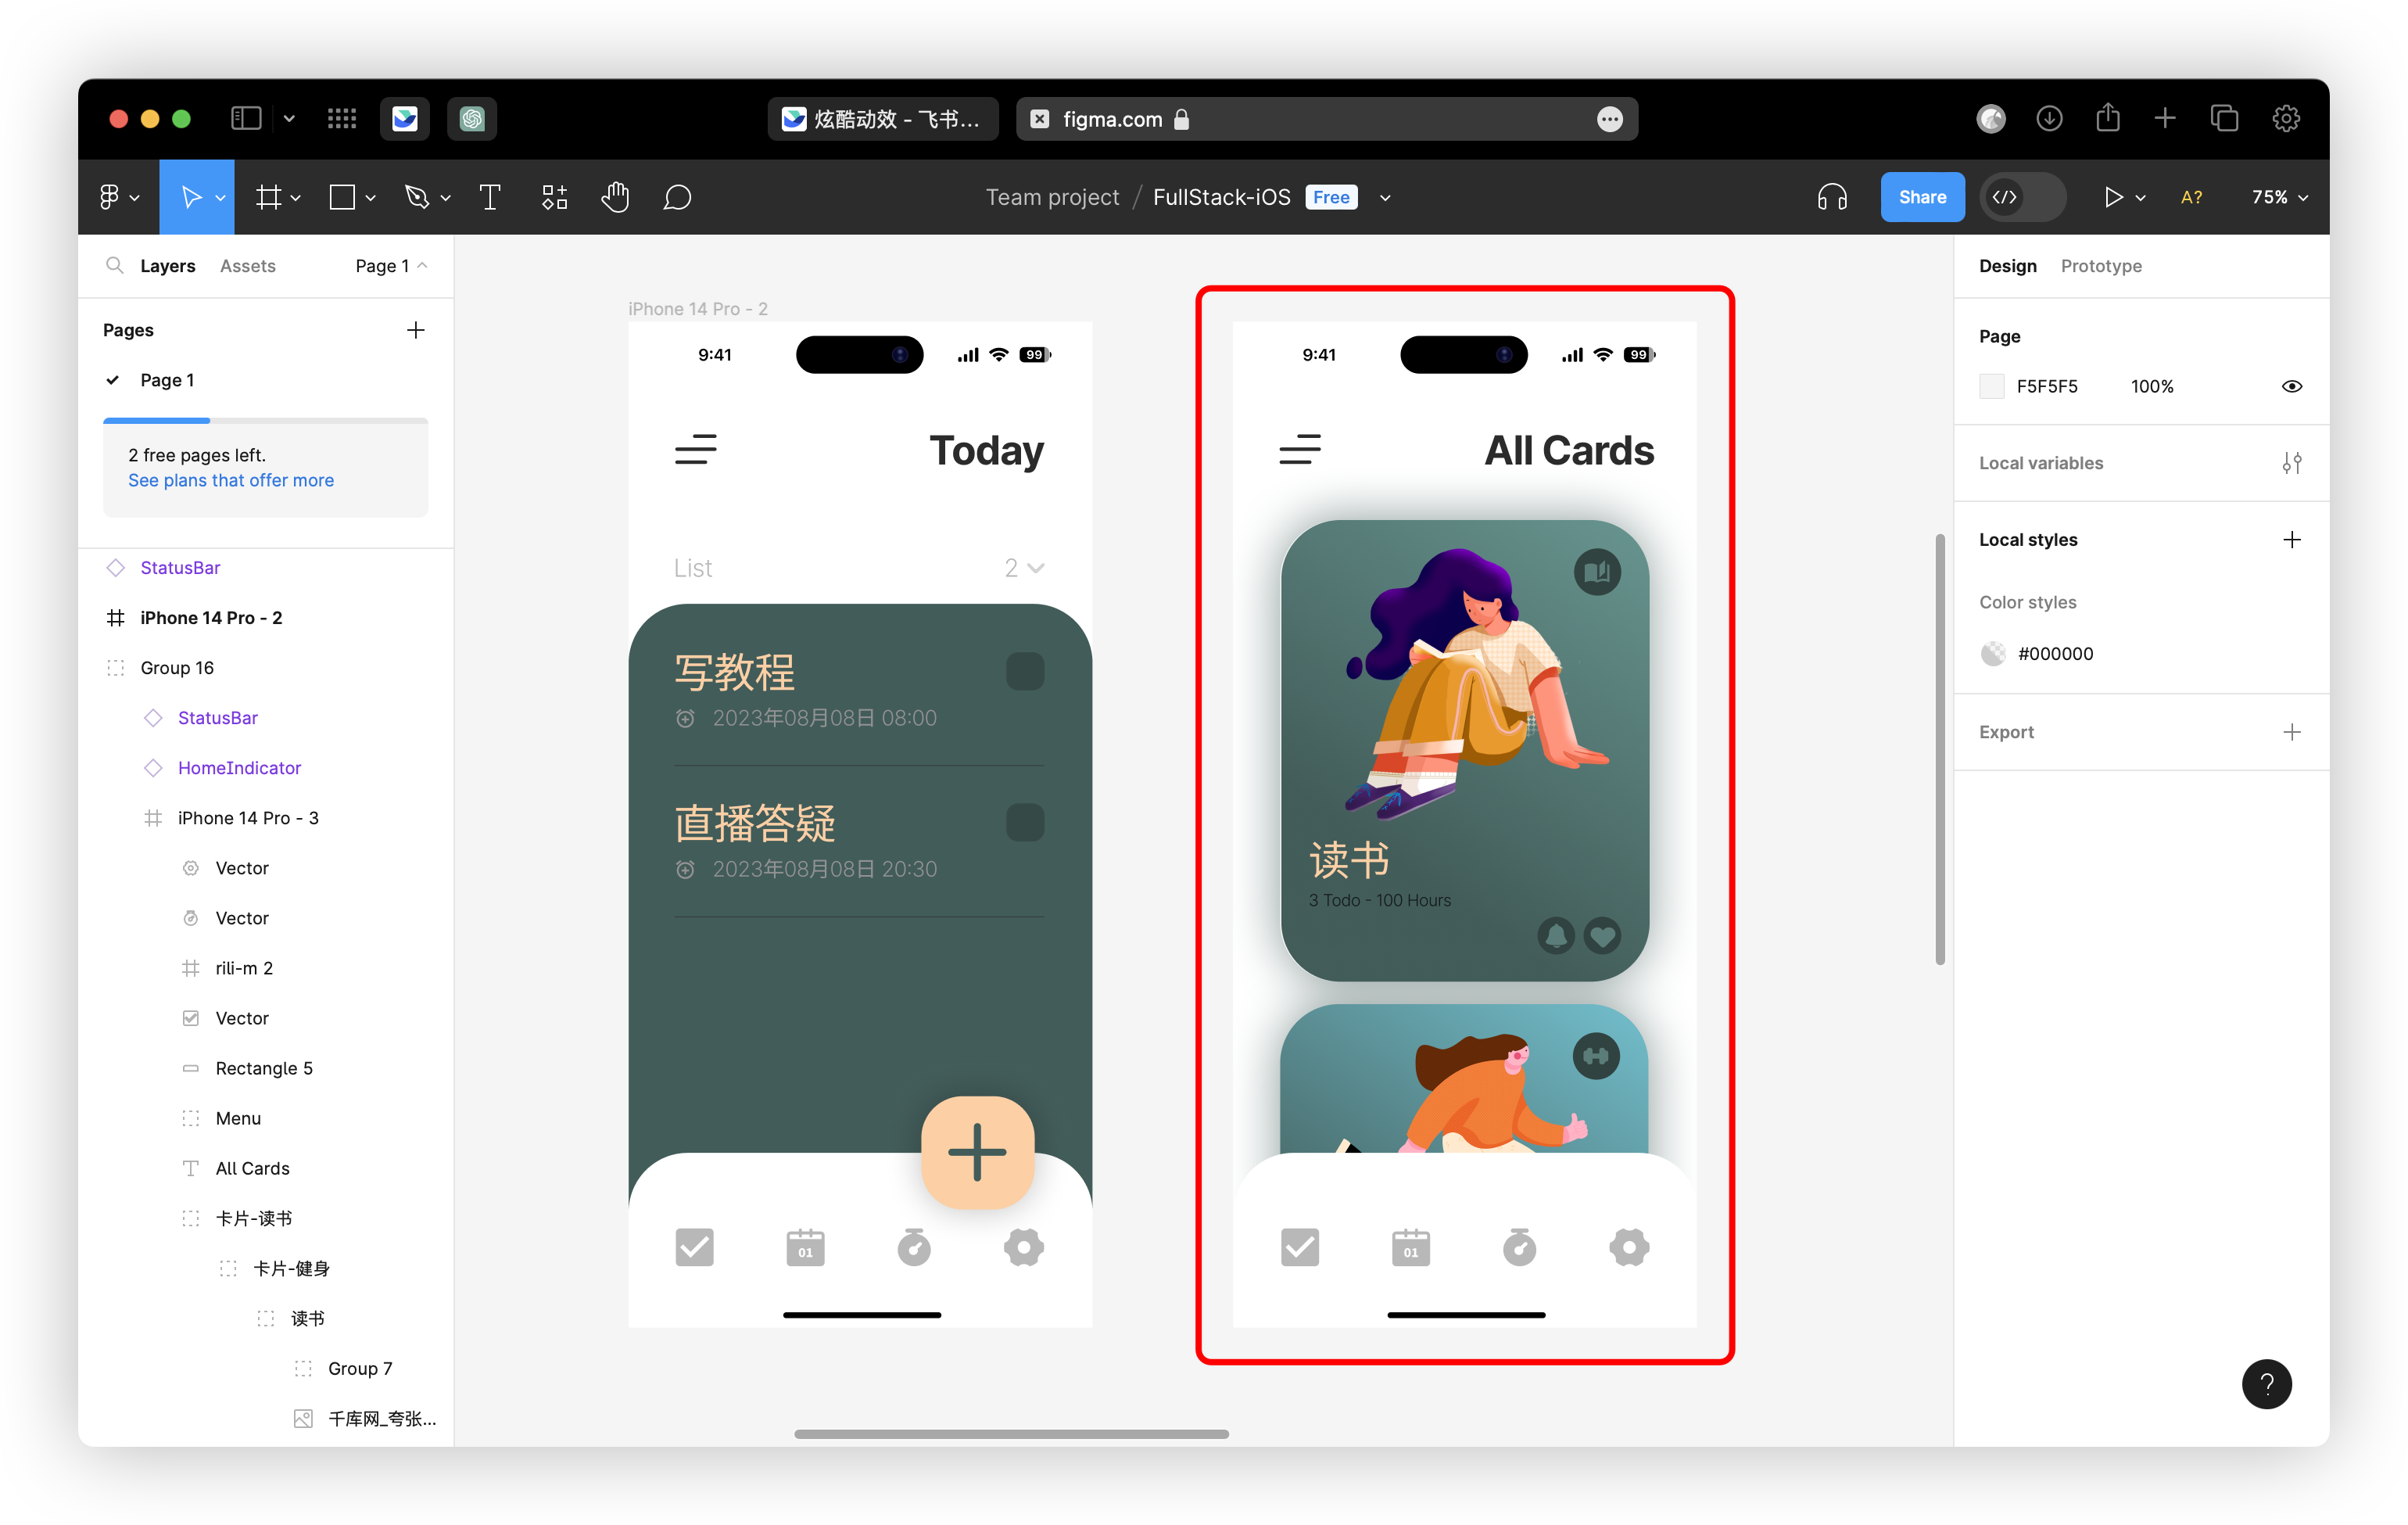 炫酷动效 - 飞书...
figma.com
Team project / FullStack-iOS Free
Share
A?
75%
Layers
Assets
Page 1
Pages
Page 1
2 free pages left.
See plans that offer more
StatusBar
iPhone 14 Pro - 2
Group 16
StatusBar
HomeIndicator
iPhone 14 Pro - 3
Vector
Vector
rili-m 2
Vector
Rectangle 5
Menu
All Cards
卡片-读书
卡片-健身
读书
Group 7
千库网_夸张...
iPhone 14 Pro - 2
9:41
99
Today
List
2
写教程
2023年08月08日 08:00
直播答疑
2023年08月08日 20:30
01
9:41
99
All Cards
读书
3 Todo - 100 Hours
01
Design
Prototype
Page
F5F5F5
100%
Local variables
Local styles
Color styles
#000000
Export
?